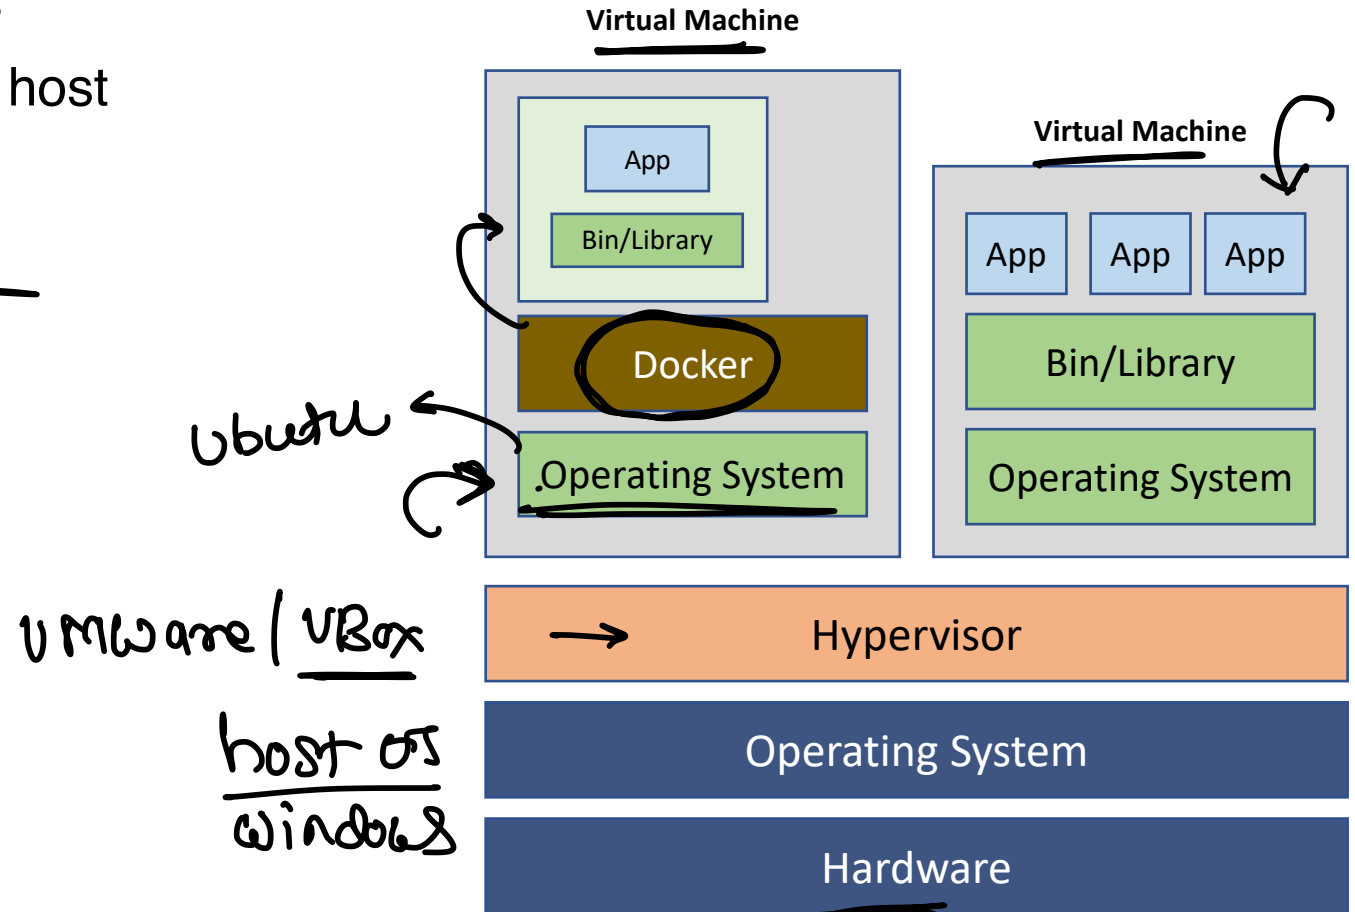 Virtual Machine
host
Virtual Machine
App
Bin/Library
App App App
Docker
Bin/Library
Ubutu
Operating System
Operating System
VMware / VBox
Hypervisor
host OS
Operating System
windows
Hardware